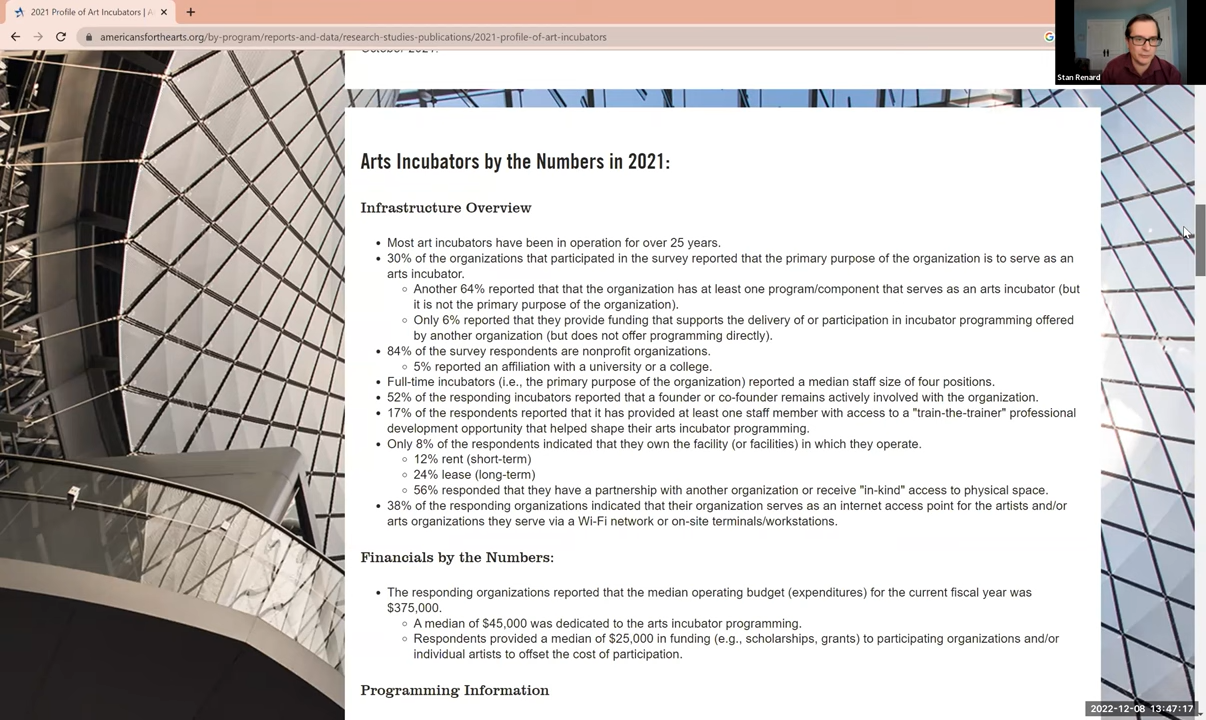 2021 Profile of Art Incubators | A
americansforthearts.org/by-program/reports-and-data/research-studies-publications/2021-profile-of-art-incubators
Stan Renard
October 2021.
Arts Incubators by the Numbers in 2021:
Infrastructure Overview
Most art incubators have been in operation for over 25 years.
30% of the organizations that participated in the survey reported that the primary purpose of the organization is to serve as an
arts incubator.
Another 64% reported that that the organization has at least one program/component that serves as an arts incubator (but
it is not the primary purpose of the organization).
Only 6% reported that they provide funding that supports the delivery of or participation in incubator programming offered
by another organization (but does not offer programming directly).
84% of the survey respondents are nonprofit organizations.
5% reported an affiliation with a university or a college.
Full-time incubators (i.e., the primary purpose of the organization) reported a median staff size of four positions.
52% of the responding incubators reported that a founder or co-founder remains actively involved with the organization.
17% of the respondents reported that it has provided at least one staff member with access to a "train-the-trainer" professional
development opportunity that helped shape their arts incubator programming.
Only 8% of the respondents indicated that they own the facility (or facilities) in which they operate.
12% rent (short-term)
24% lease (long-term)
56% responded that they have a partnership with another organization or receive "in-kind" access to physical space.
38% of the responding organizations indicated that their organization serves as an internet access point for the artists and/or
arts organizations they serve via a Wi-Fi network or on-site terminals/workstations.
Financials by the Numbers:
The responding organizations reported that the median operating budget (expenditures) for the current fiscal year was
$375,000.
A median of $45,000 was dedicated to the arts incubator programming.
Respondents provided a median of $25,000 in funding (e.g., scholarships, grants) to participating organizations and/or
individual artists to offset the cost of participation.
Programming Information
2022-12-08 13:47:17